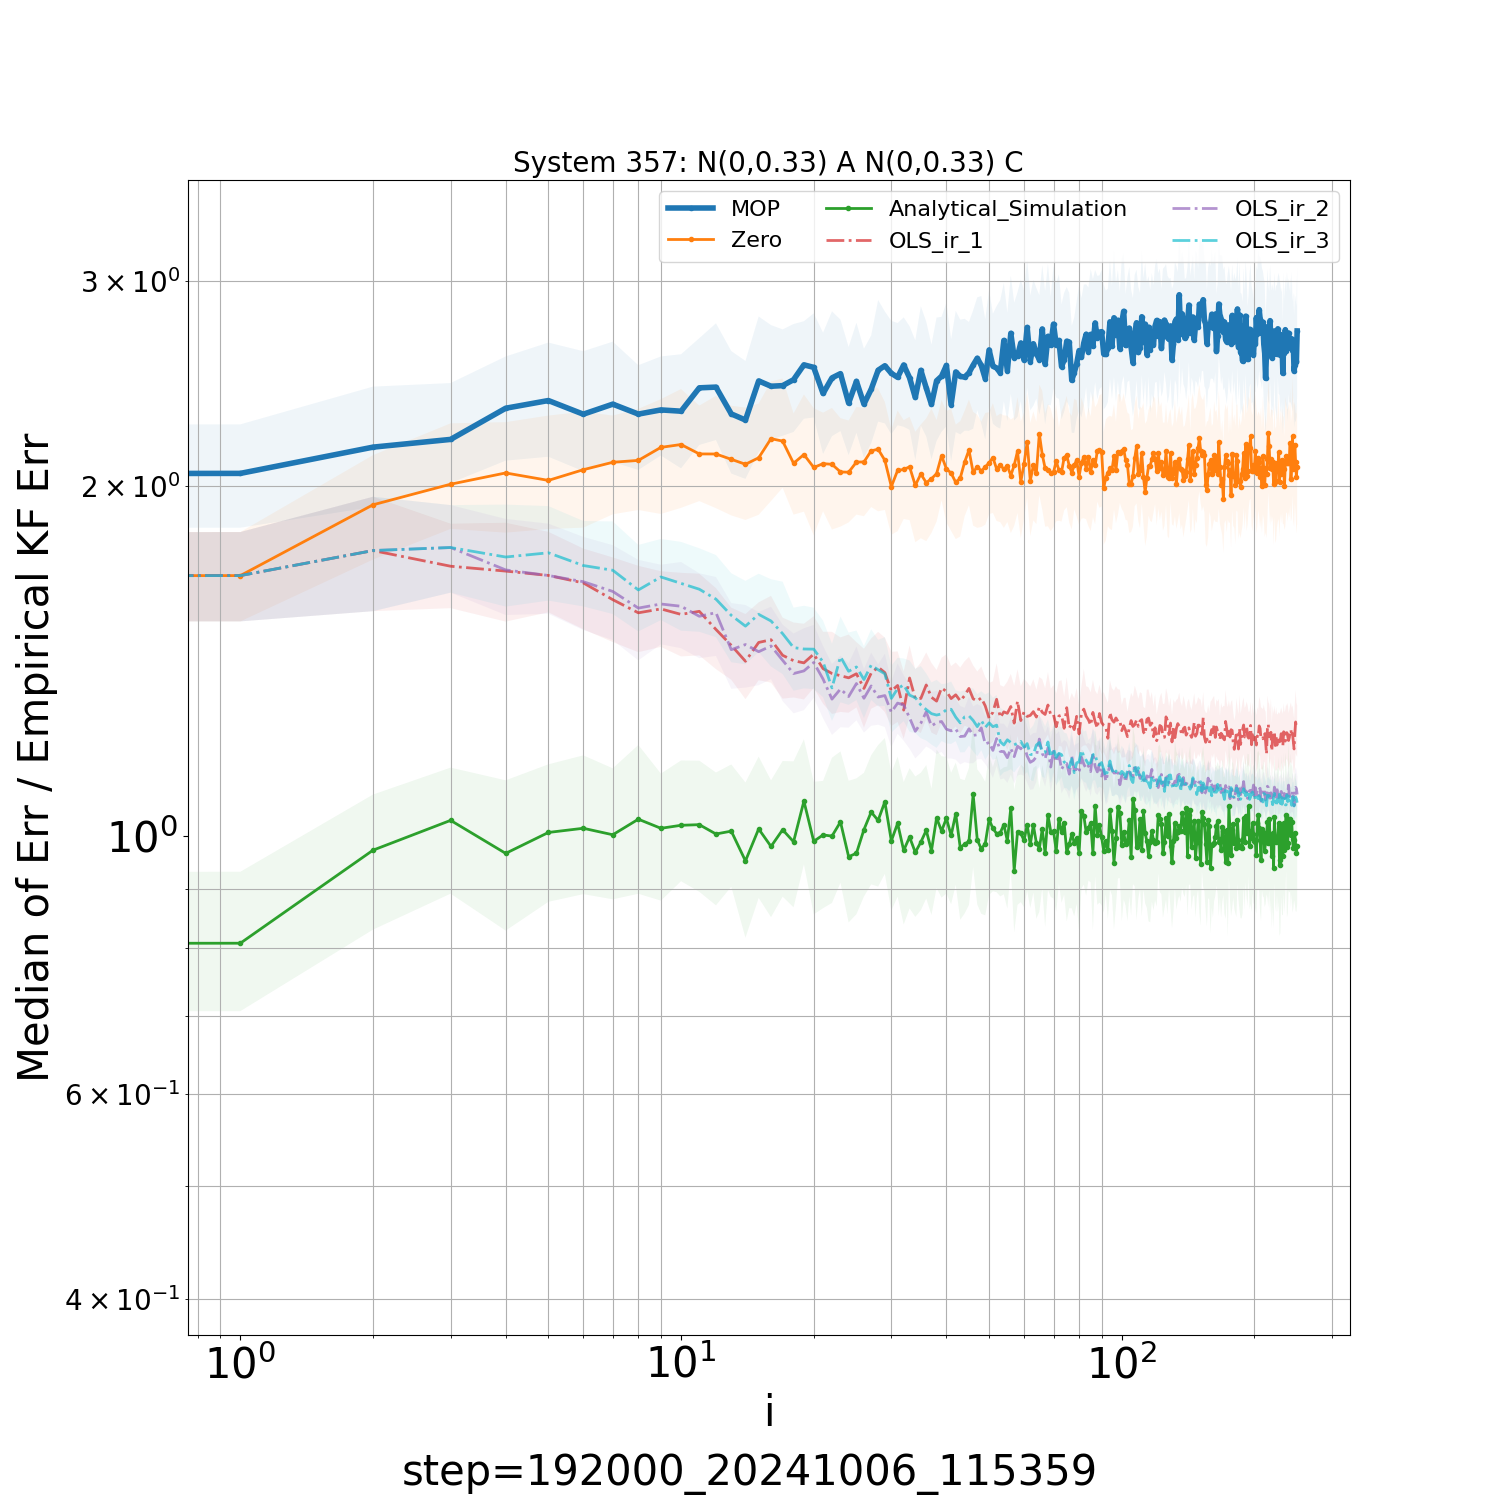 System 357: N(0,0.33) A N(0,0.33) C
MOP
Zero
Analytical_Simulation
OLS_ir_1
OLS_ir_2
OLS_ir_3
Median of Err / Empirical KF Err
3 × 10⁰
2 × 10⁰
10⁰
6 × 10⁻¹
4 × 10⁻¹
10⁰ 10¹ 10²
i
step=192000_20241006_115359